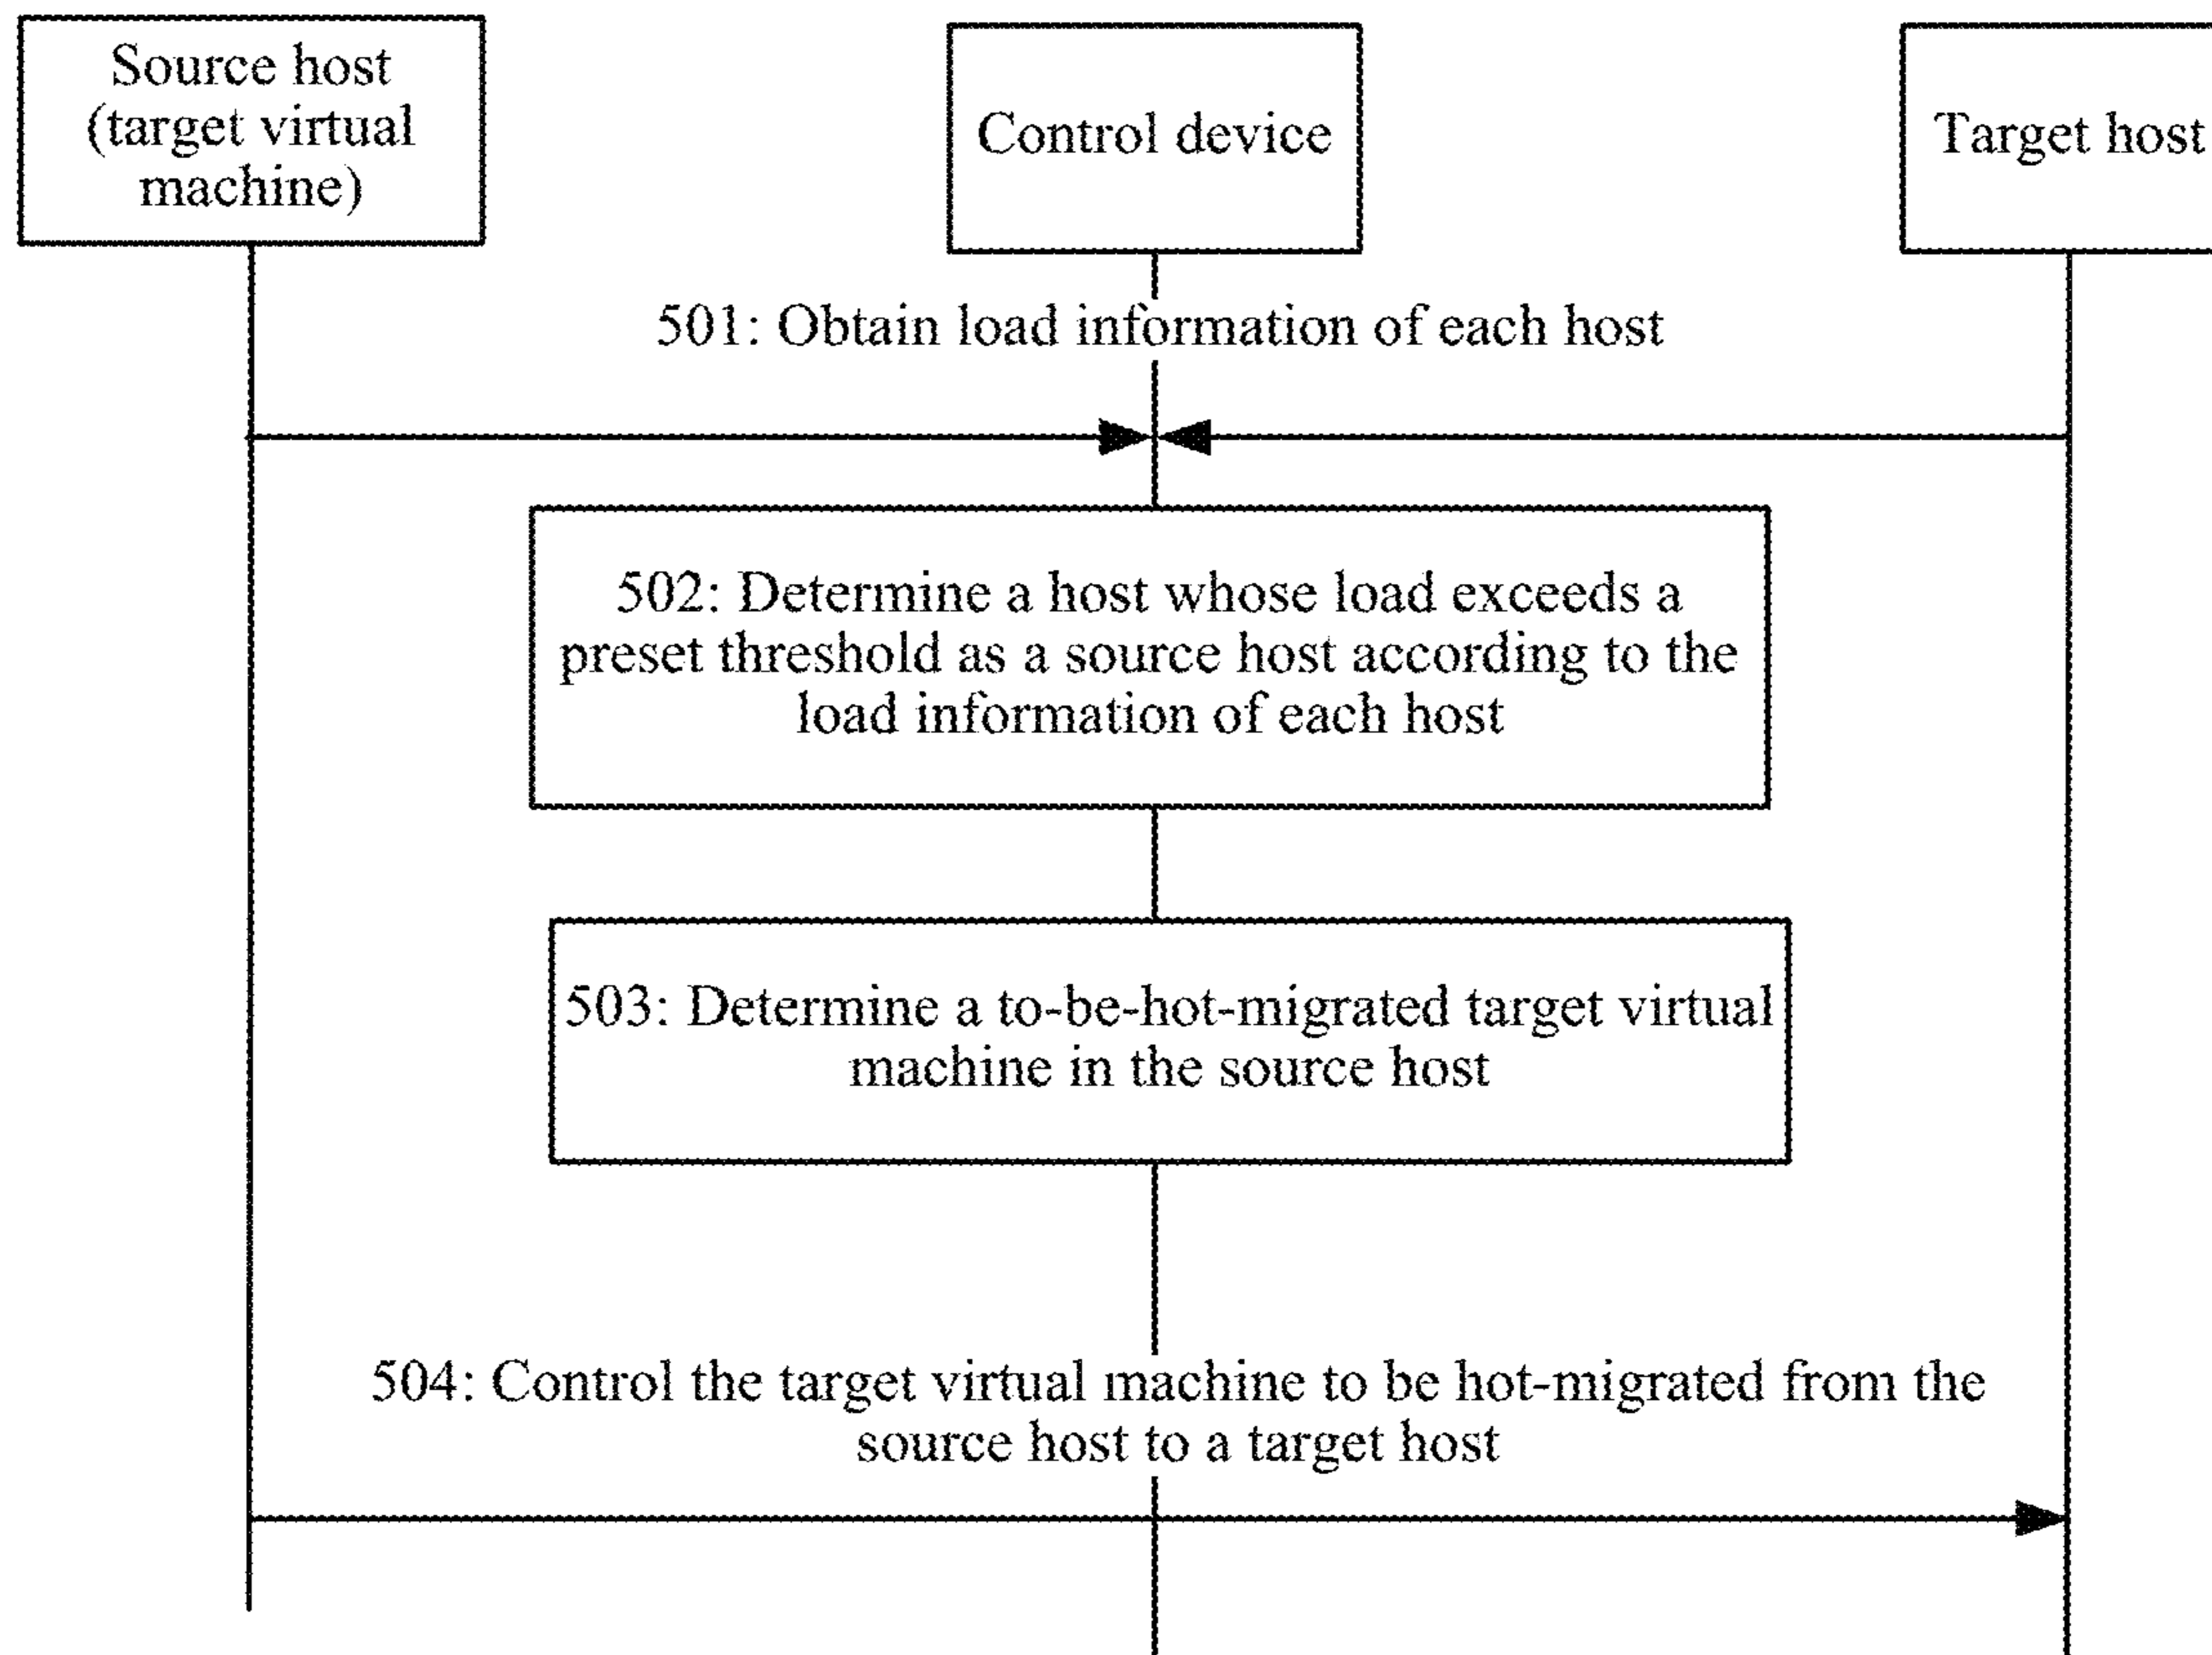 Source host
(target virtual
machine)
Control device
Target host
501: Obtain load information of each host
502: Determine a host whose load exceeds a
preset threshold as a source host according to the
load information of each host
503: Determine a to-be-hot-migrated target virtual
machine in the source host
504: Control the target virtual machine to be hot-migrated from the
source host to a target host